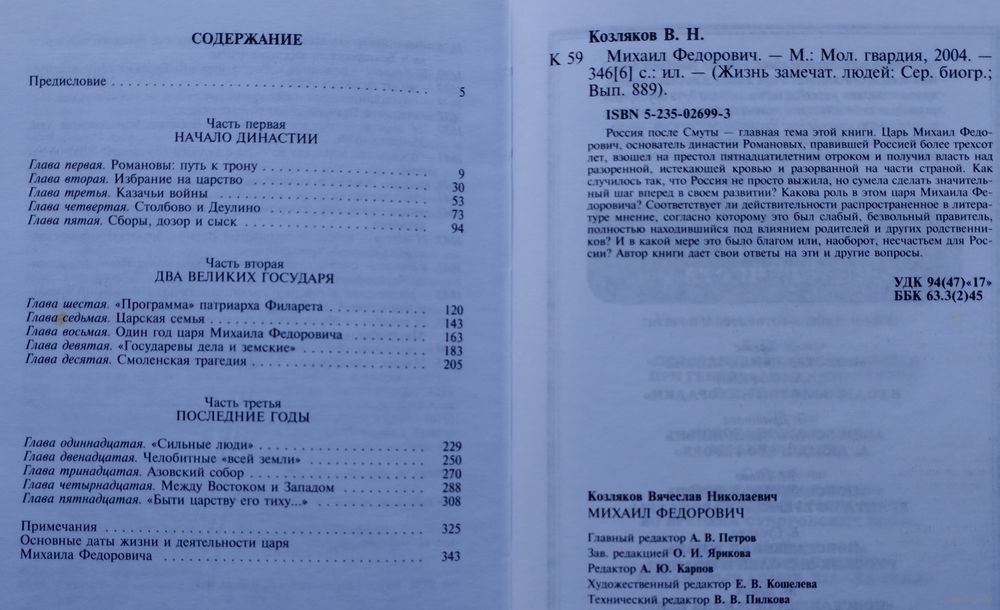 СОДЕРЖАНИЕ
Предисловие . . . . . . . . . . . . . . . . . . . . . . . . . . . . . . 5
Часть первая
НАЧАЛО ДИНАСТИИ
Глава первая. Романовы: путь к трону . . . . . . . . . . . . . . . 9
Глава вторая. Избрание на царство . . . . . . . . . . . . . . . 30
Глава третья. Казачьи войны . . . . . . . . . . . . . . . 53
Глава четвертая. Столбово и Деулино . . . . . . . . . . . . . . . 73
Глава пятая. Сборы, дозор и сыск . . . . . . . . . . . . . . . 94
Часть вторая
ДВА ВЕЛИКИХ ГОСУДАРЯ
Глава шестая. «Программа» патриарха Филарета . . . . . . . . . . 120
Глава седьмая. Царская семья . . . . . . . . . . . . . . . 143
Глава восьмая. Один год царя Михаила Федоровича . . . . . . . . 163
Глава девятая. «Государевы дела и земские» . . . . . . . . . . . . 183
Глава десятая. Смоленская трагедия . . . . . . . . . . . . . . . 205
Часть третья
ПОСЛЕДНИЕ ГОДЫ
Глава одиннадцатая. «Сильные люди» . . . . . . . . . . . . . . . 229
Глава двенадцатая. Челобитные «всей земли» . . . . . . . . . . . . 250
Глава тринадцатая. Азовский собор . . . . . . . . . . . . . . . 270
Глава четырнадцатая. Между Востоком и Западом . . . . . . . . 288
Глава пятнадцатая. «Быти царству его тиху...» . . . . . . . . . . . 308
Примечания . . . . . . . . . . . . . . . . . . . . . . . . . . . . . . 325
Основные даты жизни и деятельности царя
Михаила Федоровича . . . . . . . . . . . . . . . . . . . . . . . . 343
Козляков В. Н.
К 59 Михаил Федорович. — М.: Мол. гвардия, 2004. —
346[6] с.: ил. — (Жизнь замечат. людей: Сер. биогр.;
Вып. 889).
ISBN 5-235-02699-3
Россия после Смуты — главная тема этой книги. Царь Михаил Федо-
рович, основатель династии Романовых, правившей Россией более трехсот
лет, взошел на престол пятнадцатилетним отроком и получил власть над
разоренной, истекающей кровью и разорванной на части страной. Как
случилось так, что Россия не просто выжила, но сумела сделать значитель-
ный шаг вперед в своем развитии? Какова роль в этом царя Михаила Фе-
доровича? Соответствует ли действительности распространенное в литера-
туре мнение, согласно которому это был слабый, безвольный правитель,
полностью находившийся под влиянием родителей и других родственни-
ков? И в какой мере это было благом или, наоборот, несчастьем для Рос-
сии? Автор книги дает свои ответы на эти и другие вопросы.
УДК 94(47)«17»
ББК 63.3(2)45
Козляков Вячеслав Николаевич
МИХАИЛ ФЕДОРОВИЧ
Главный редактор А. В. Петров
Зав. редакцией О. И. Ярикова
Редактор А. Ю. Карпов
Художественный редактор Е. В. Кошелева
Технический редактор В. В. Пилкова